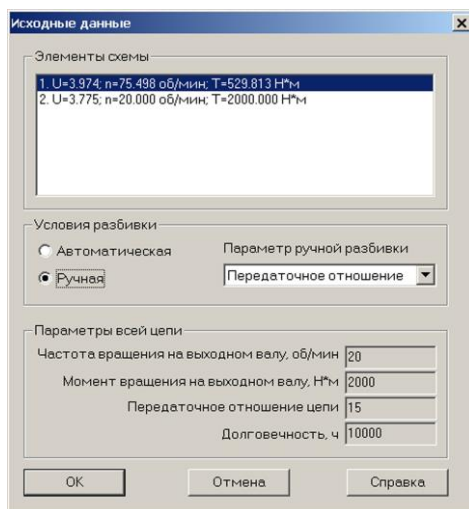 Исходные данные
Элементы схемы
1. U=3.974; n=75.498 об/мин; T=529.813 Н*м
2. U=3.775; n=20.000 об/мин; T=2000.000 Н*м
Условия разбивки
Автоматическая
Параметр ручной разбивки
Ручная
Передаточное отношение
Параметры всей цепи
Частота вращения на выходном валу, об/мин 20
Момент вращения на выходном валу, Н*м 2000
Передаточное отношение цепи 15
Долговечность, ч 10000
OK Отмена Справка